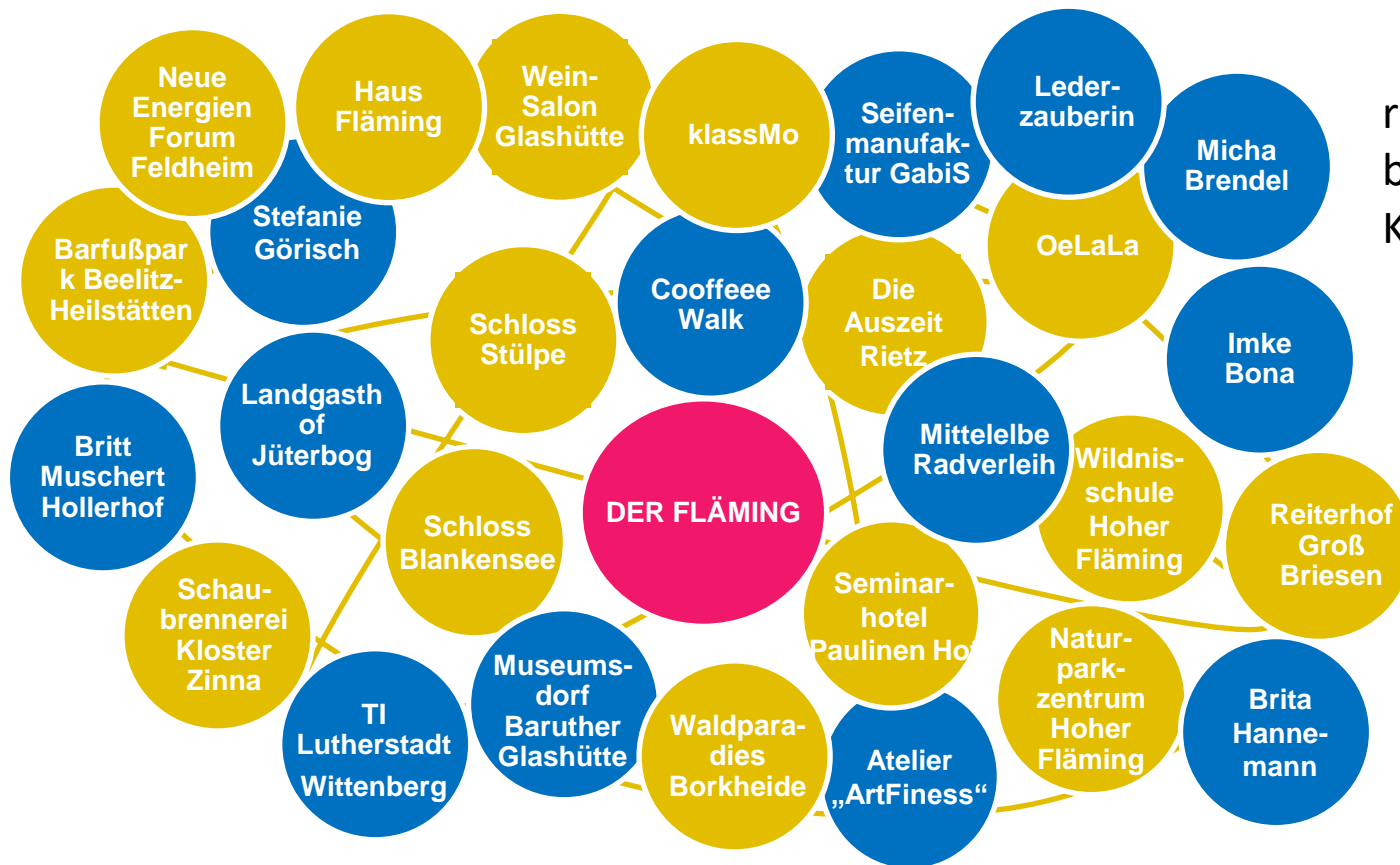 Neue
Energien
Forum
Feldheim
Haus
Fläming
Wein-
Salon
Glashütte
klassMo
Seifen-
manufak-
tur GabiS
Leder-
zauberin
Micha
Brendel
r
b
K
Barfußpar
k Beelitz-
Heilstätten
Stefanie
Görisch
Schloss
Stülpe
Cooffeee
Walk
Die
Auszeit
Rietz
OeLaLa
Imke
Bona
Britt
Muschert
Hollerhof
Landgasth
of
Jüterbog
Schloss
Blankensee
DER FLÄMING
Mittelelbe
Radverleih
Wildnis-
schule
Hoher
Fläming
Reiterhof
Groß
Briesen
Schau-
brennerei
Kloster
Zinna
TI
Lutherstadt
Wittenberg
Museums-
dorf
Baruther
Glashütte
Waldpara-
dies
Borkheide
Seminar-
hotel
Paulinen Hof
Atelier
„ArtFiness“
Natur-
park-
zentrum
Hoher
Fläming
Brita
Hanne-
mann